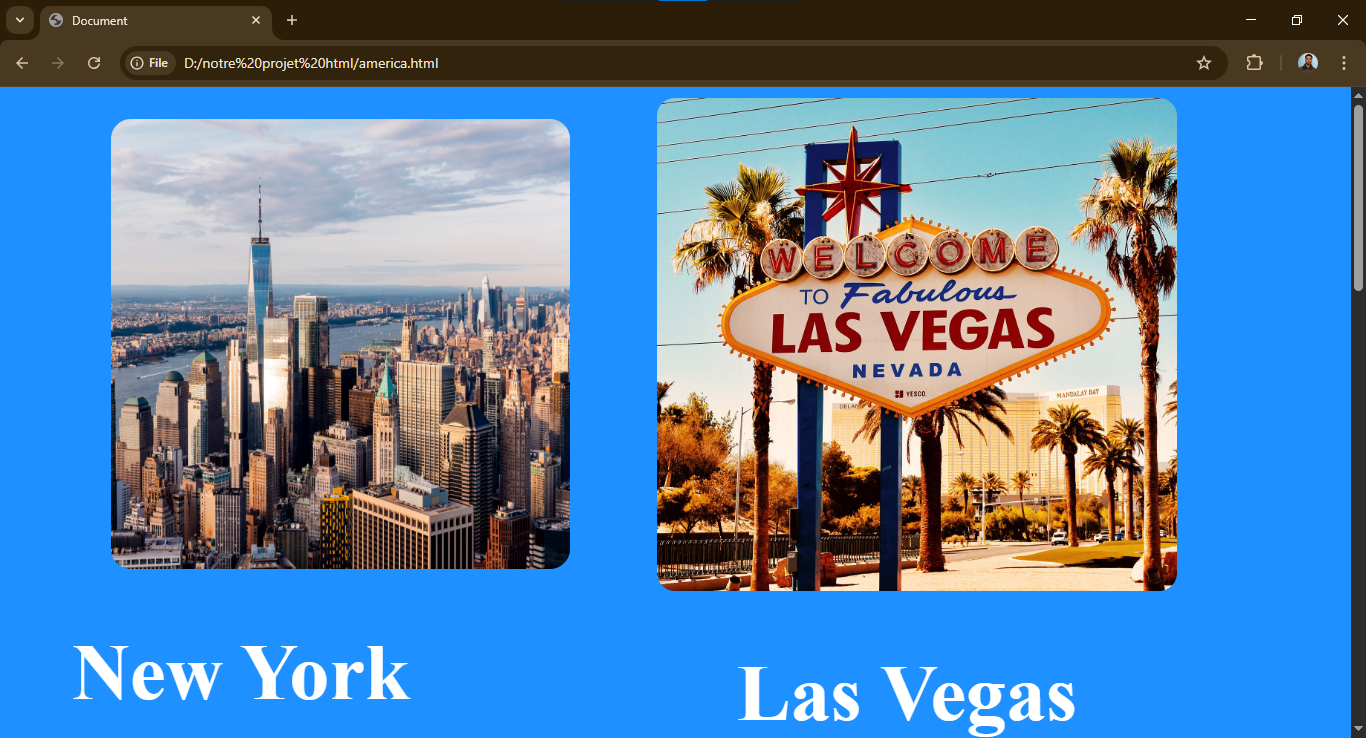 Document
File
D:/notre%20projet%20html/america.html
WELCOME
TO Fabulous
LAS VEGAS
NEVADA
YESCO.
DELAN
MANDALAY BAY
New York
Las Vegas